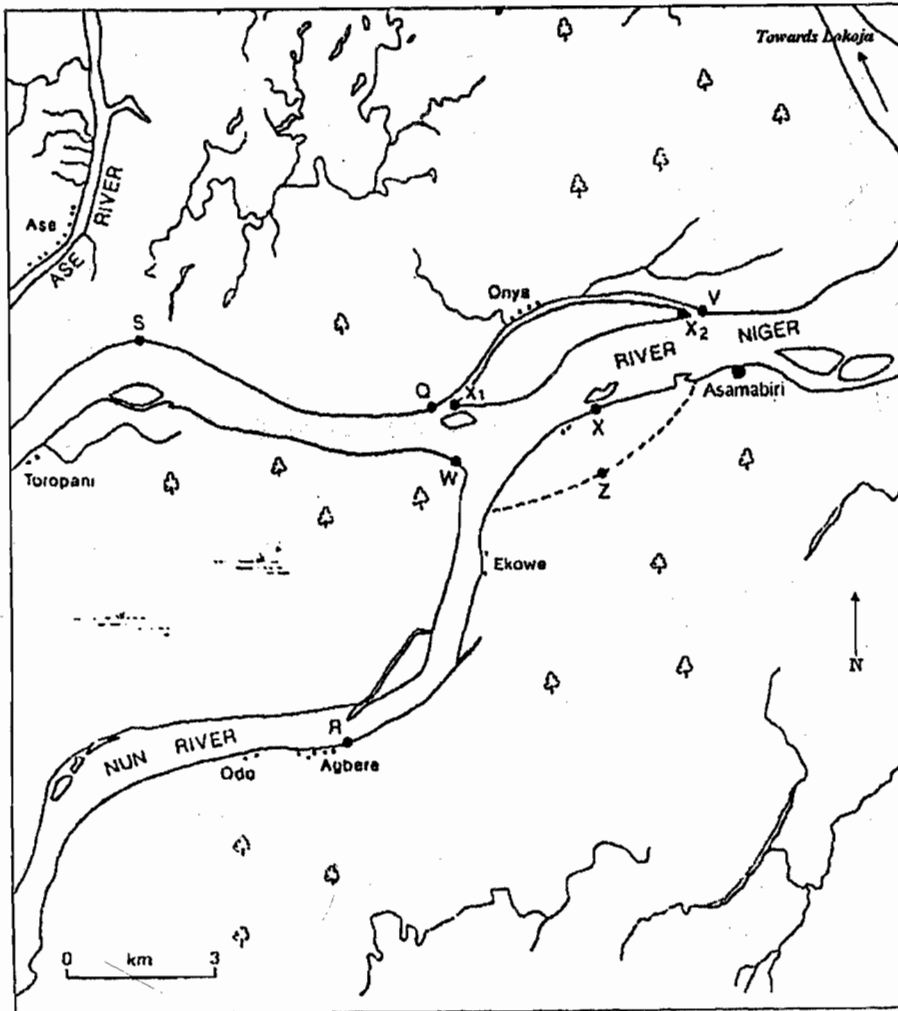 Towards Lokoja
ASE RIVER
Ase
Onya
V
X2
S
RIVER NIGER
Q
X1
Asamabiri
X
W
Toropani
Z
Ekowe
N
R
NUN RIVER
Odo
Agbere
0 km 3